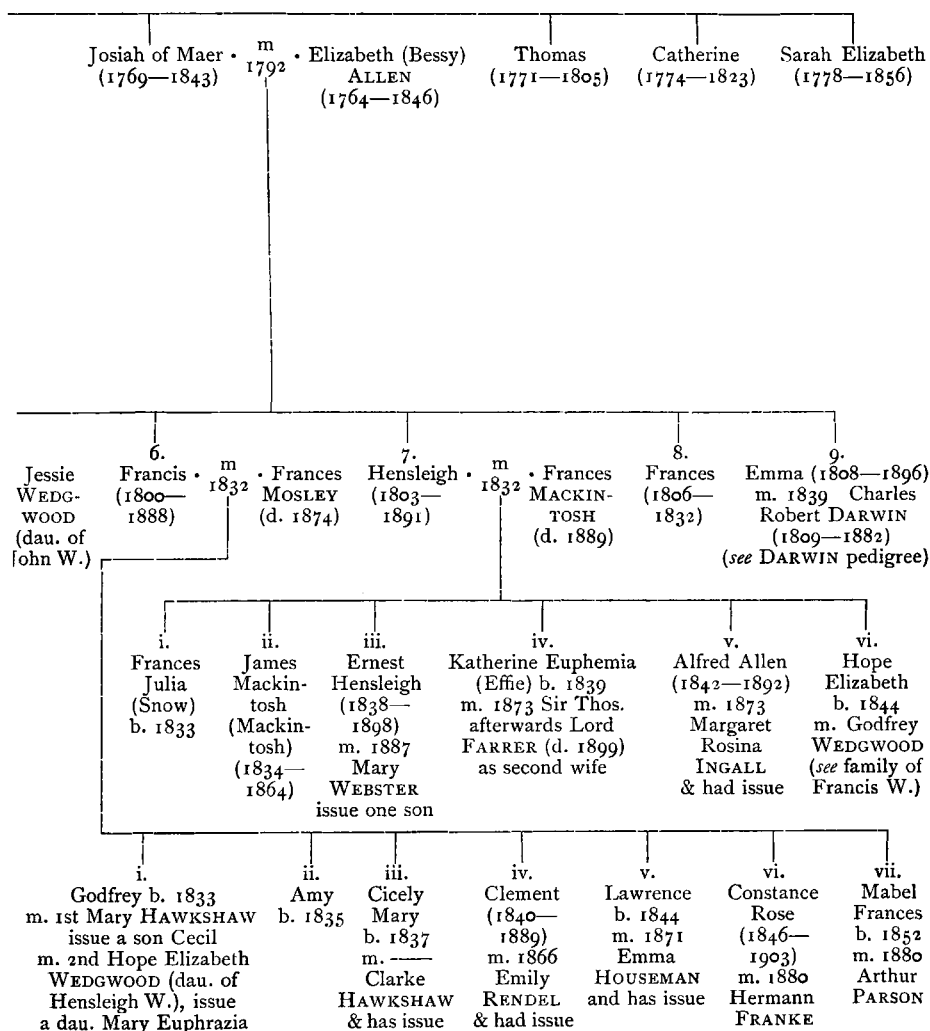 Josiah of Maer · m 1792 · Elizabeth (Bessy)
(1769—1843)
ALLEN
(1764—1846)
Thomas
(1771—1805)
Catherine
(1774—1823)
Sarah Elizabeth
(1778—1856)
Jessie
WEDG-
WOOD
(dau. of
John W.)
6.
Francis · m 1832 · Frances
(1800—
1888)
MOSLEY
(d. 1874)
7.
Hensleigh · m 1832 · Frances
(1803—
1891)
MACKIN-
TOSH
(d. 1889)
8.
Frances
(1806—
1832)
9.
Emma (1808—1896)
m. 1839 Charles
Robert DARWIN
(1809—1882)
(see DARWIN pedigree)
i.
Frances
Julia
(Snow)
b. 1833
ii.
James
Mackin-
tosh
(Mackin-
tosh)
(1834—
1864)
iii.
Ernest
Hensleigh
(1838—
1898)
m. 1887
Mary
WEBSTER
issue one son
iv.
Katherine Euphemia
(Effie) b. 1839
m. 1873 Sir Thos.
afterwards Lord
FARRER (d. 1899)
as second wife
v.
Alfred Allen
(1842—1892)
m. 1873
Margaret
Rosina
INGALL
& had issue
vi.
Hope
Elizabeth
b. 1844
m. Godfrey
WEDGWOOD
(see family of
Francis W.)
i.
Godfrey b. 1833
m. 1st Mary HAWKSHAW
issue a son Cecil
m. 2nd Hope Elizabeth
WEDGWOOD (dau. of
Hensleigh W.), issue
a dau. Mary Euphrazia
ii.
Amy
b. 1835
iii.
Cicely
Mary
b. 1837
m. ——
Clarke
HAWKSHAW
& has issue
iv.
Clement
(1840—
1889)
m. 1866
Emily
RENDEL
& had issue
v.
Lawrence
b. 1844
m. 1871
Emma
HOUSEMAN
and has issue
vi.
Constance
Rose
(1846—
1903)
m. 1880
Hermann
FRANKE
vii.
Mabel
Frances
b. 1852
m. 1880
Arthur
PARSON